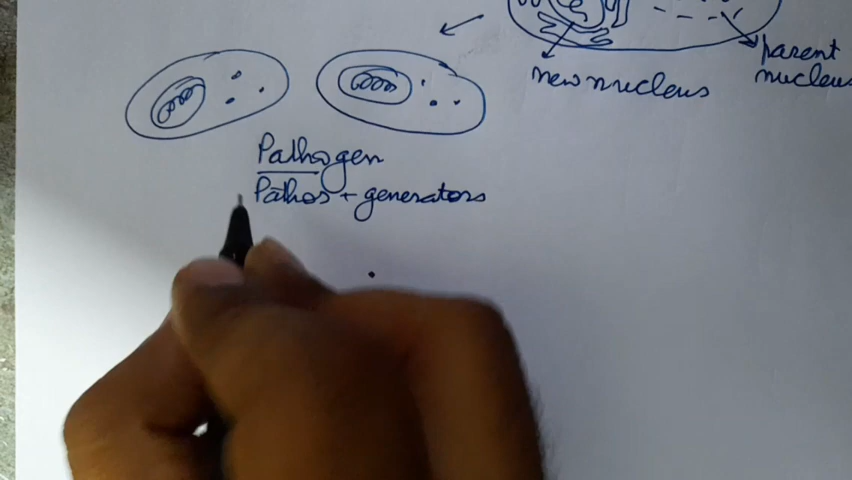 parent
nucleus
new nucleus
Pathogen
Pathos + generators